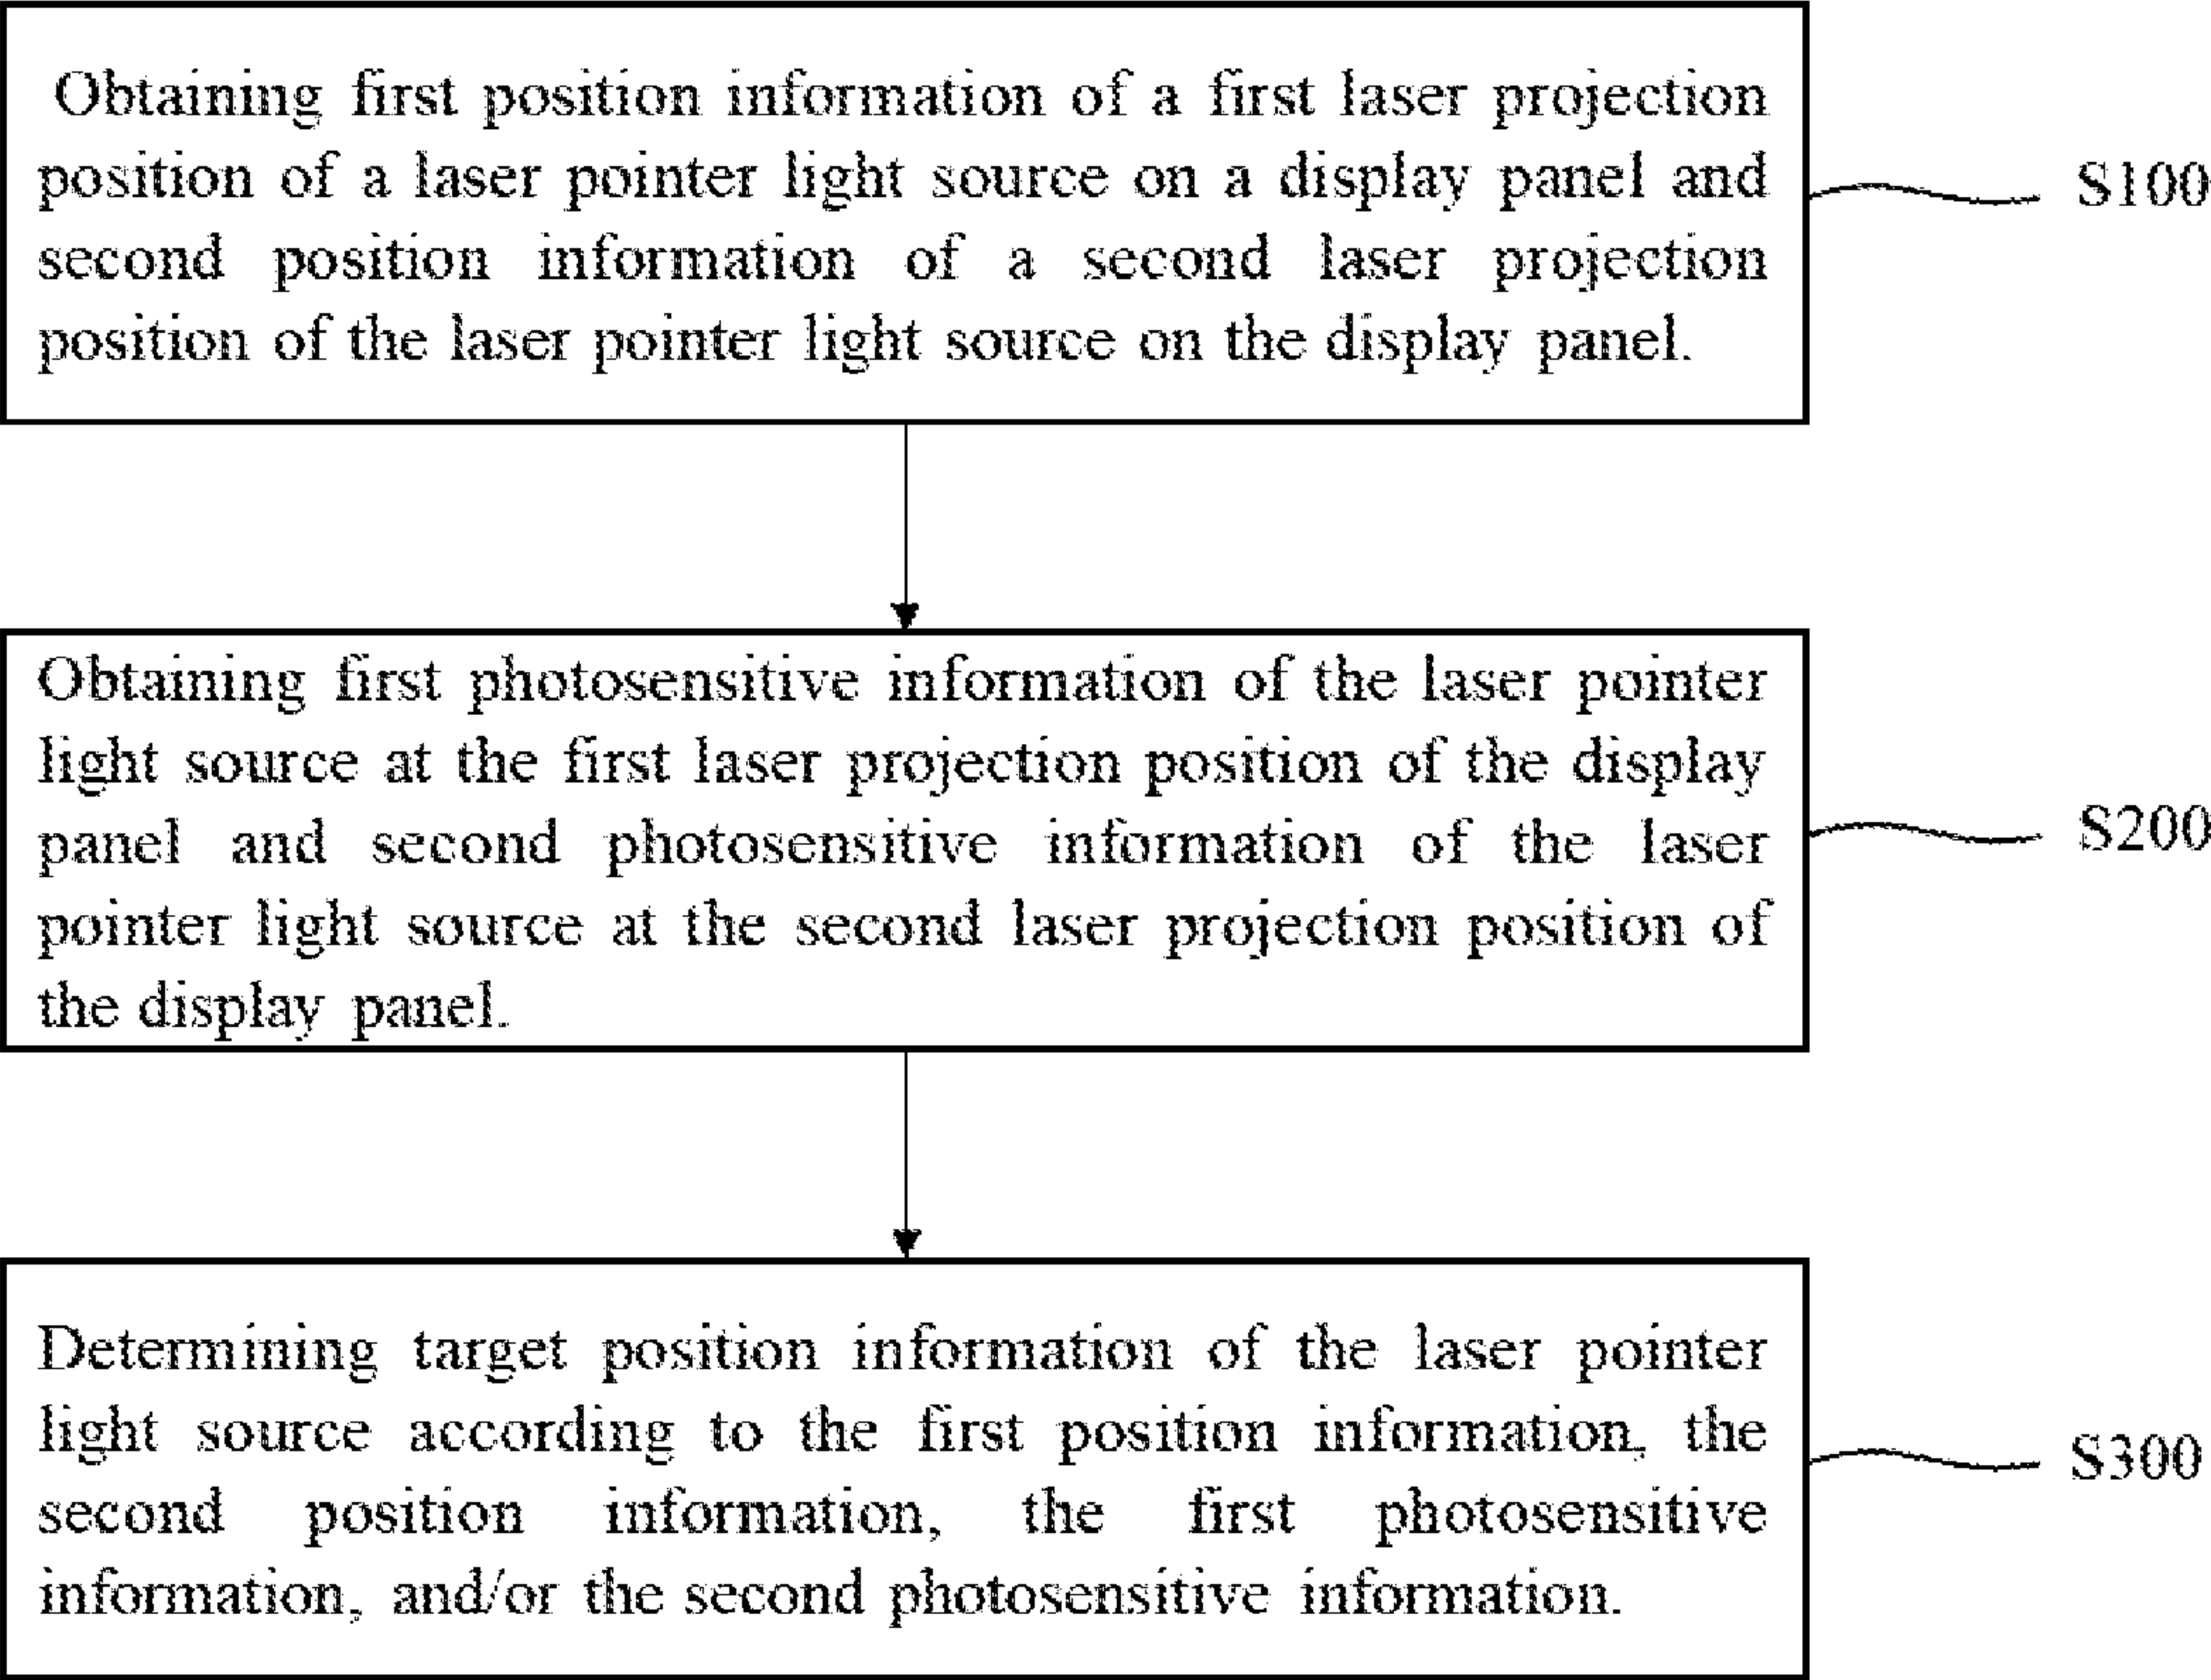 Obtaining first position information of a first laser projection
position of a laser pointer light source on a display panel and
second position information of a second laser projection
position of the laser pointer light source on the display panel.
S100
Obtaining first photosensitive information of the laser pointer
light source at the first laser projection position of the display
panel and second photosensitive information of the laser
pointer light source at the second laser projection position of
the display panel.
S200
Determining target position information of the laser pointer
light source according to the first position information, the
second position information, the first photosensitive
information, and/or the second photosensitive information.
S300